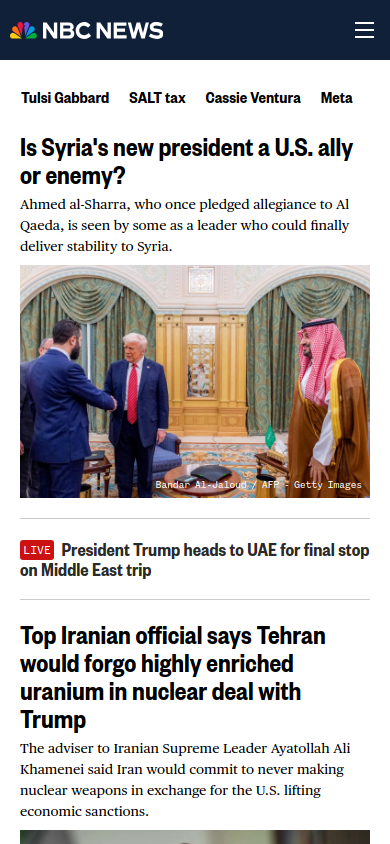 NBC NEWS
Tulsi Gabbard SALT tax Cassie Ventura Meta
Is Syria's new president a U.S. ally
or enemy?
Ahmed al-Sharra, who once pledged allegiance to Al
Qaeda, is seen by some as a leader who could finally
deliver stability to Syria.
Bandar Al-Jaloud / AFP - Getty Images
LIVE President Trump heads to UAE for final stop
on Middle East trip
Top Iranian official says Tehran
would forgo highly enriched
uranium in nuclear deal with
Trump
The adviser to Iranian Supreme Leader Ayatollah Ali
Khamenei said Iran would commit to never making
nuclear weapons in exchange for the U.S. lifting
economic sanctions.